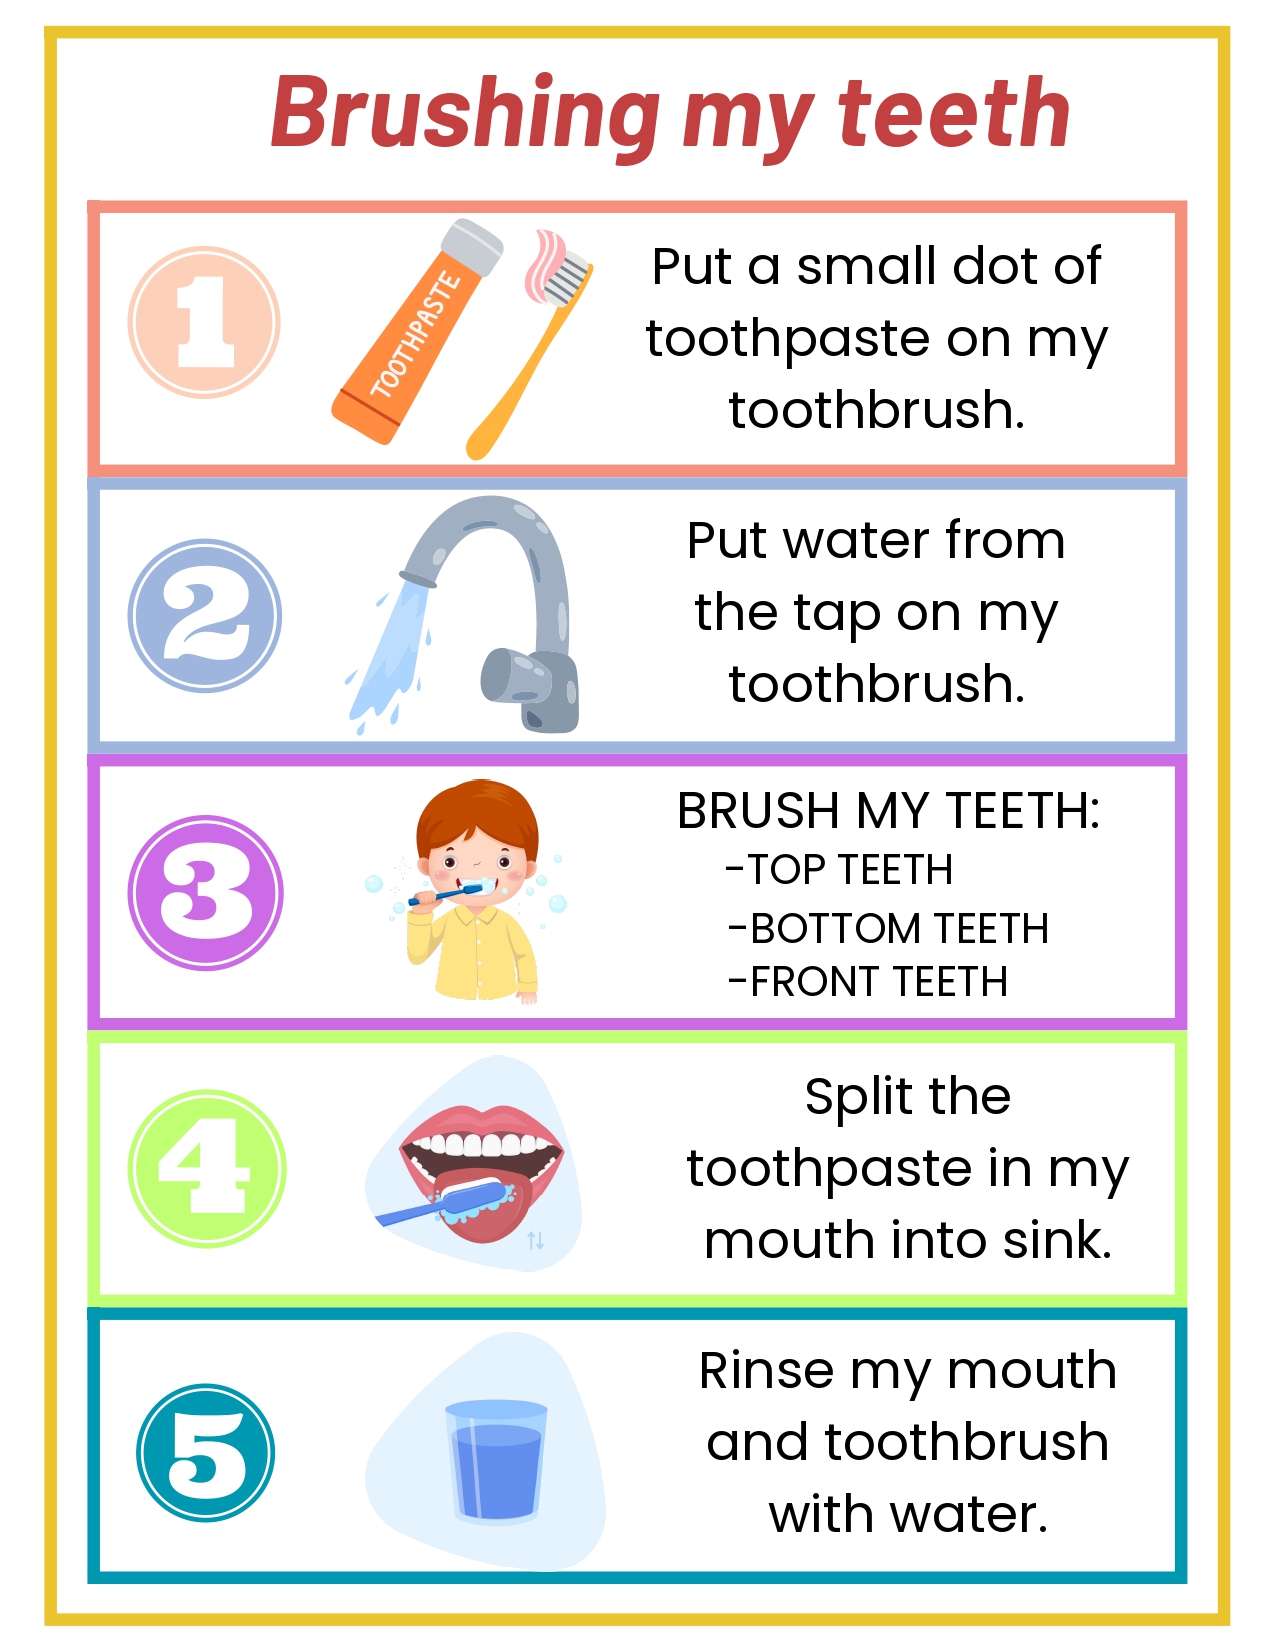 Brushing my teeth
1
TOOTHPASTE
Put a small dot of
toothpaste on my
toothbrush.
2
Put water from
the tap on my
toothbrush.
3
BRUSH MY TEETH:
-TOP TEETH
-BOTTOM TEETH
-FRONT TEETH
4
Split the
toothpaste in my
mouth into sink.
5
Rinse my mouth
and toothbrush
with water.